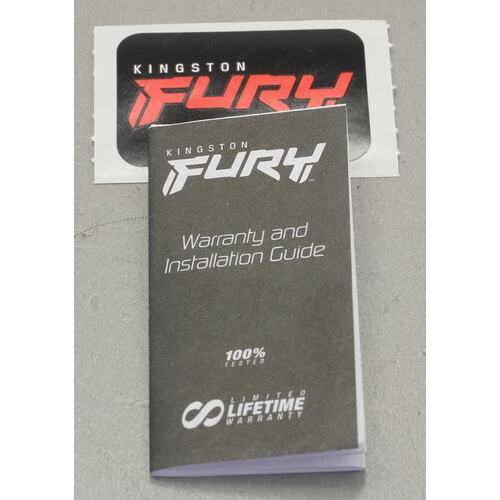 KINGSTON
FURY
KINGSTON
FURY
Warranty and
Installation Guide
100%
TESTED
LIMITED
LIFETIME
WARRANTY